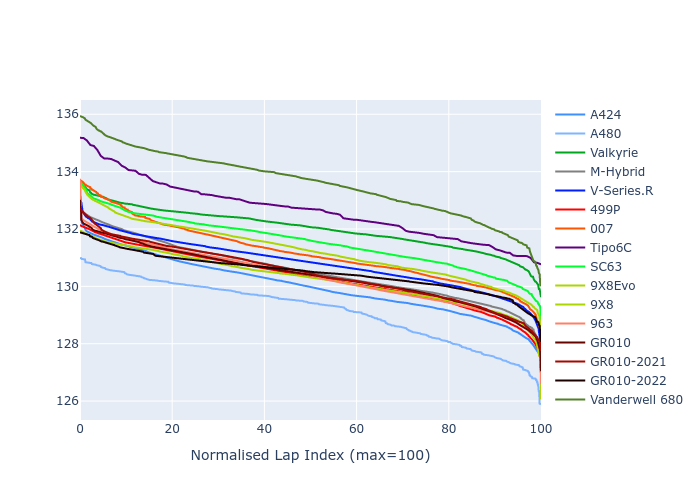 136
134
132
130
128
126
0
20
40
60
80
100
Normalised Lap Index (max=100)
A424
A480
Valkyrie
M-Hybrid
V-Series.R
499P
007
Tipo6C
SC63
9X8Evo
9X8
963
GR010
GR010-2021
GR010-2022
Vanderwell 680